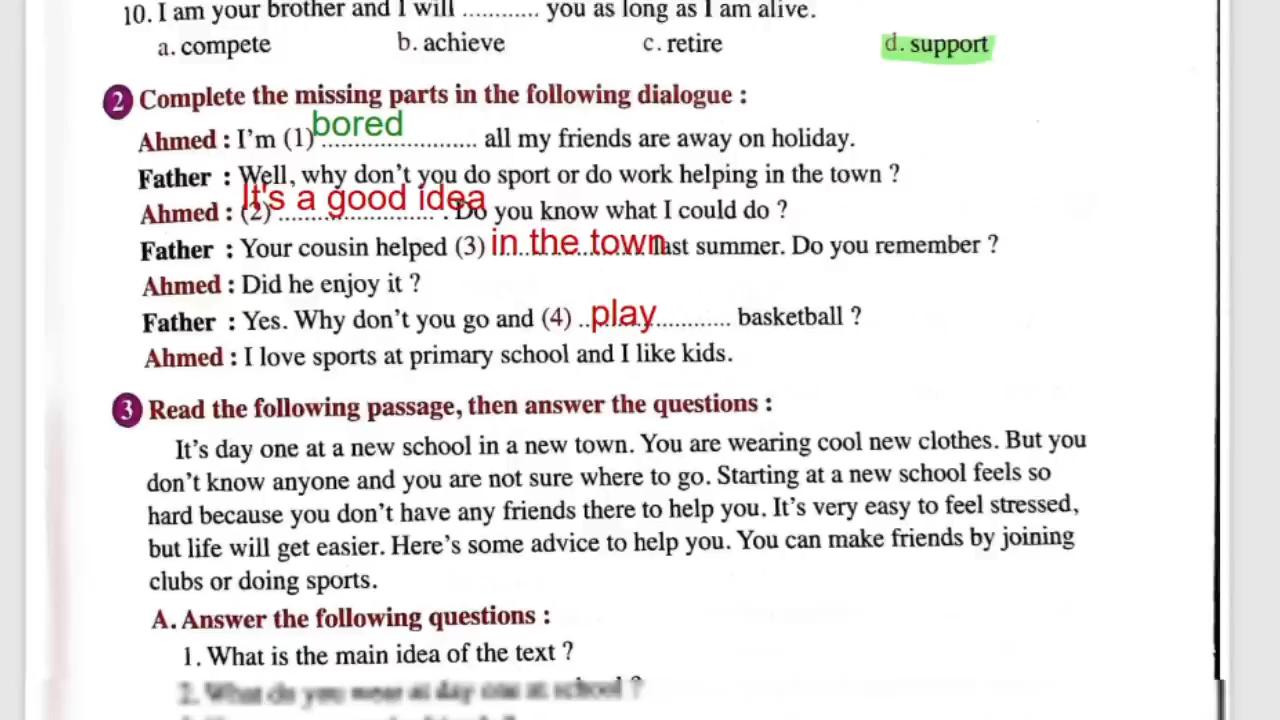 10. I am your brother and I will ............ you as long as I am alive.
a. compete b. achieve c. retire d. support
2 Complete the missing parts in the following dialogue :
Ahmed : I'm (1) bored ........................ all my friends are away on holiday.
Father : Well, why don't you do sport or do work helping in the town ?
Ahmed : (2) It's a good idea ........................ . Do you know what I could do ?
Father : Your cousin helped (3) in the town ........................ last summer. Do you remember ?
Ahmed : Did he enjoy it ?
Father : Yes. Why don't you go and (4) play ........................ basketball ?
Ahmed : I love sports at primary school and I like kids.
3 Read the following passage, then answer the questions :
It's day one at a new school in a new town. You are wearing cool new clothes. But you
don't know anyone and you are not sure where to go. Starting at a new school feels so
hard because you don't have any friends there to help you. It's very easy to feel stressed,
but life will get easier. Here's some advice to help you. You can make friends by joining
clubs or doing sports.
A. Answer the following questions :
1. What is the main idea of the text ?
2. What do you wear at day one at school ?